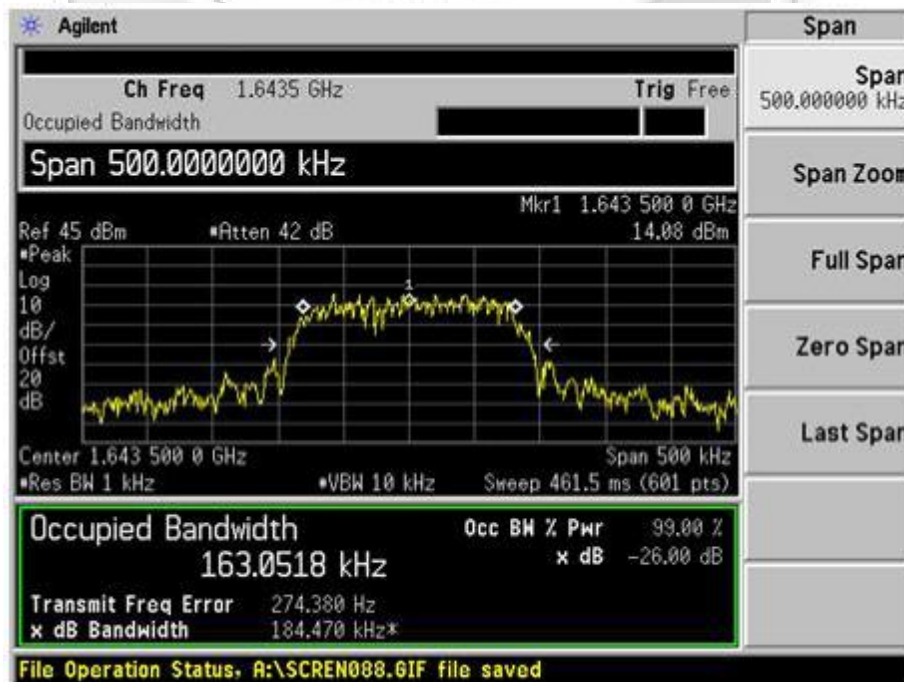 Agilent
Span
Ch Freq 1.6435 GHz Trig Free
Occupied Bandwidth
Span 500.0000000 kHz
Span
500.000000 kHz
Span Zoom
Full Span
Zero Span
Last Span
Mkr1 1.643 500 0 GHz
Ref 45 dBm *Atten 42 dB 14.08 dBm
*Peak
Log
10
dB/
Offst
20
dB
1
Center 1.643 500 0 GHz Span 500 kHz
*Res BW 1 kHz *VBW 10 kHz Sweep 461.5 ms (601 pts)
Occupied Bandwidth
163.0518 kHz
Occ BW % Pwr 99.00 %
x dB -26.00 dB
Transmit Freq Error 274.380 Hz
x dB Bandwidth 184.470 kHz*
File Operation Status, A:\SCREN088.GIF file saved